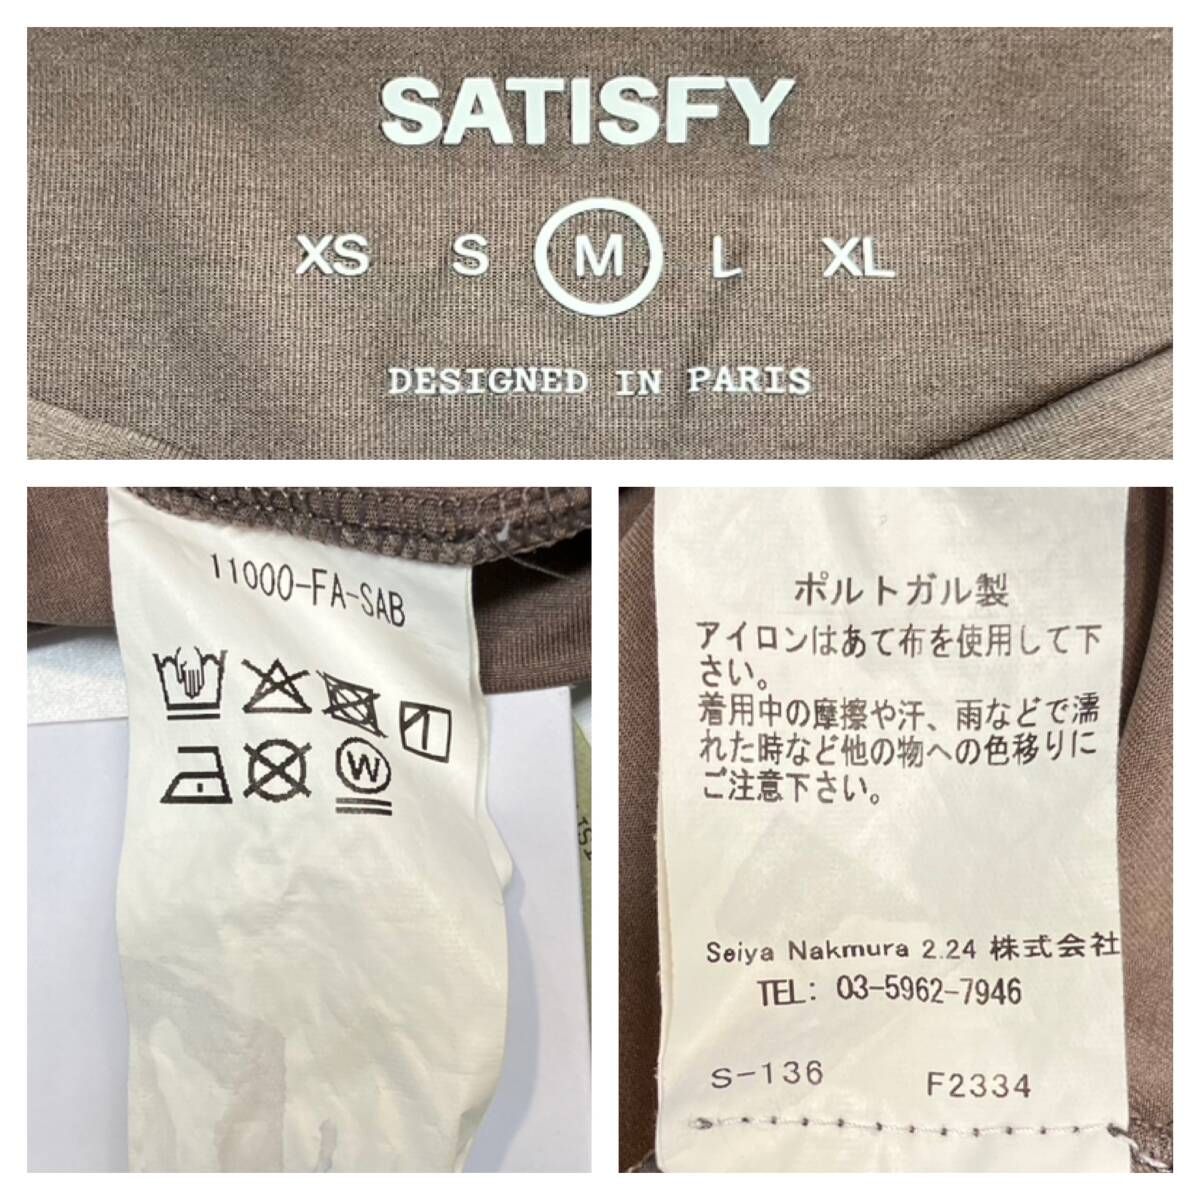 SATISFY
XS S M L XL
DESIGNED IN PARIS
11000-FA-SAB
W
ポルトガル製
アイロンはあて布を使用して下
さい。
着用中の摩擦や汗、雨などで濡
れた時など他の物への色移りに
ご注意下さい。
Seiya Nakmura 2.24 株式会社
TEL: 03-5962-7946
S-136 F2334